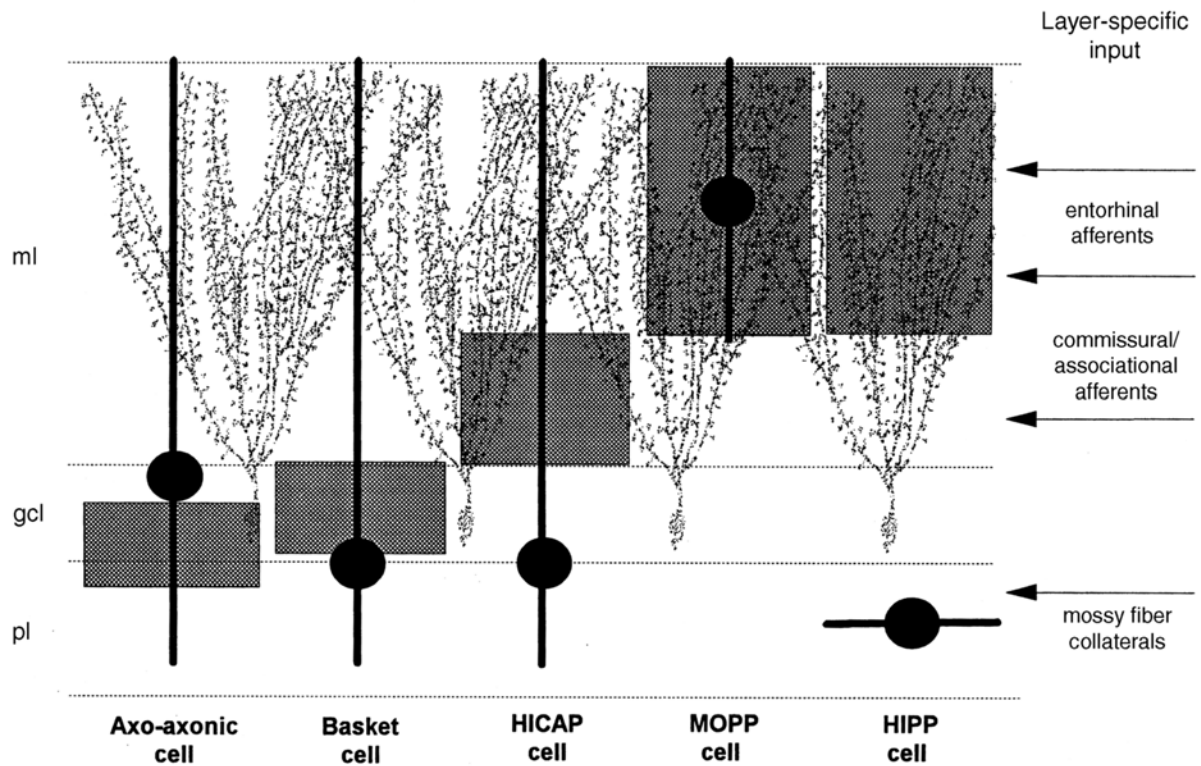 Layer-specific
input
entorhinal
afferents
ml
commissural/
associational
afferents
gcl
mossy fiber
collaterals
pl
Axo-axonic
cell
Basket
cell
HICAP
cell
MOPP
cell
HIPP
cell